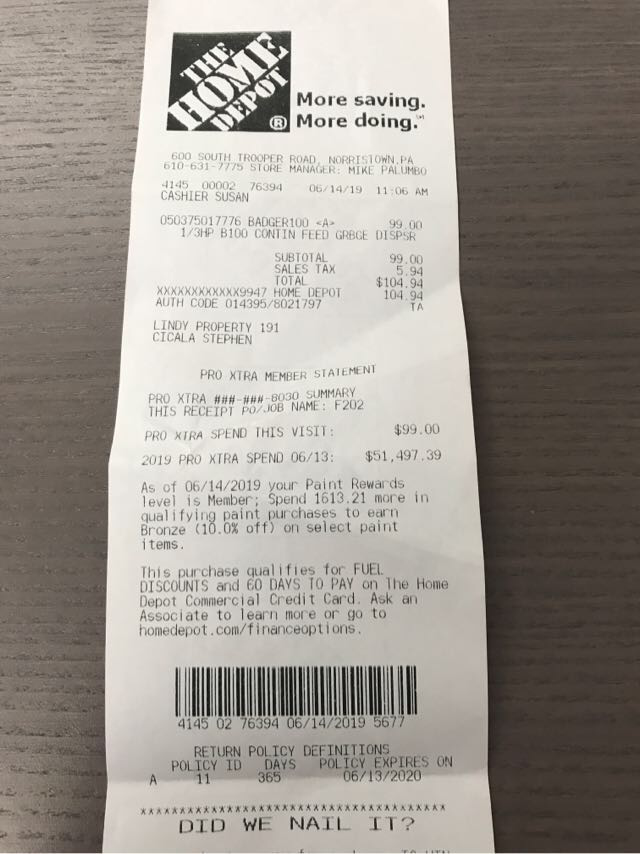 THE
HOME
DEPOT
®
More saving.
More doing.℠
600 SOUTH TROOPER ROAD, NORRISTOWN,PA
610-631-7775 STORE MANAGER: MIKE PALUMBO
4145 00002 76394 06/14/19 11:06 AM
CASHIER SUSAN
050375017776 BADGER100 <A> 99.00
1/3HP B100 CONTIN FEED GRBGE DISPSR
SUBTOTAL 99.00
SALES TAX 5.94
TOTAL $104.94
XXXXXXXXXXXX9947 HOME DEPOT 104.94
AUTH CODE 014395/8021797 TA
LINDY PROPERTY 191
CICALA STEPHEN
PRO XTRA MEMBER STATEMENT
PRO XTRA ###-###-8030 SUMMARY
THIS RECEIPT PO/JOB NAME: F202
PRO XTRA SPEND THIS VISIT: $99.00
2019 PRO XTRA SPEND 06/13: $51,497.39
As of 06/14/2019 your Paint Rewards
level is Member; Spend 1613.21 more in
qualifying paint purchases to earn
Bronze (10.0% off) on select paint
items.
This purchase qualifies for FUEL
DISCOUNTS and 60 DAYS TO PAY on The Home
Depot Commercial Credit Card. Ask an
Associate to learn more or go to
homedepot.com/financeoptions.
4145 02 76394 06/14/2019 5677
RETURN POLICY DEFINITIONS
POLICY ID DAYS POLICY EXPIRES ON
A 11 365 06/13/2020
DID WE NAIL IT?